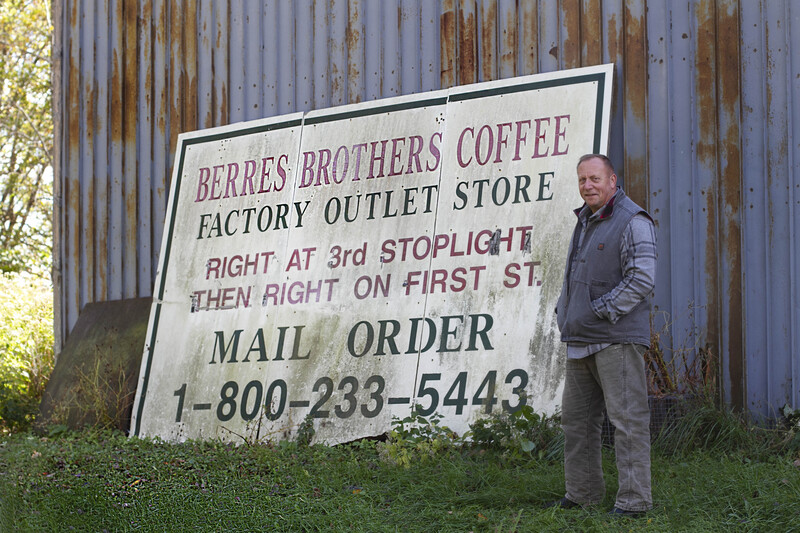 BERRES BROTHERS COFFEE
FACTORY OUTLET STORE
RIGHT AT 3rd STOPLIGHT
THEN RIGHT ON FIRST ST.
MAIL ORDER
1-800-233-5443